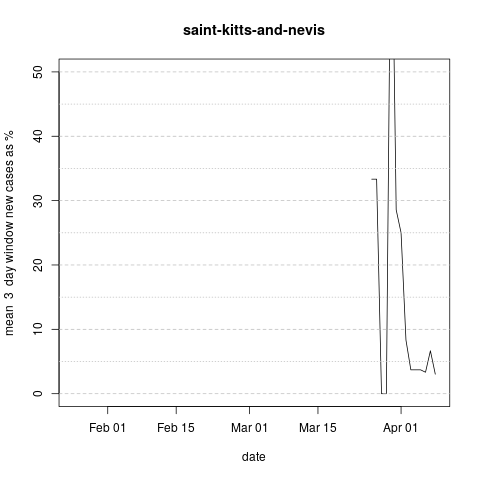 saint-kitts-and-nevis
mean  3  day window new cases as %
50
40
30
20
10
0
Feb 01
Feb 15
Mar 01
Mar 15
Apr 01
date